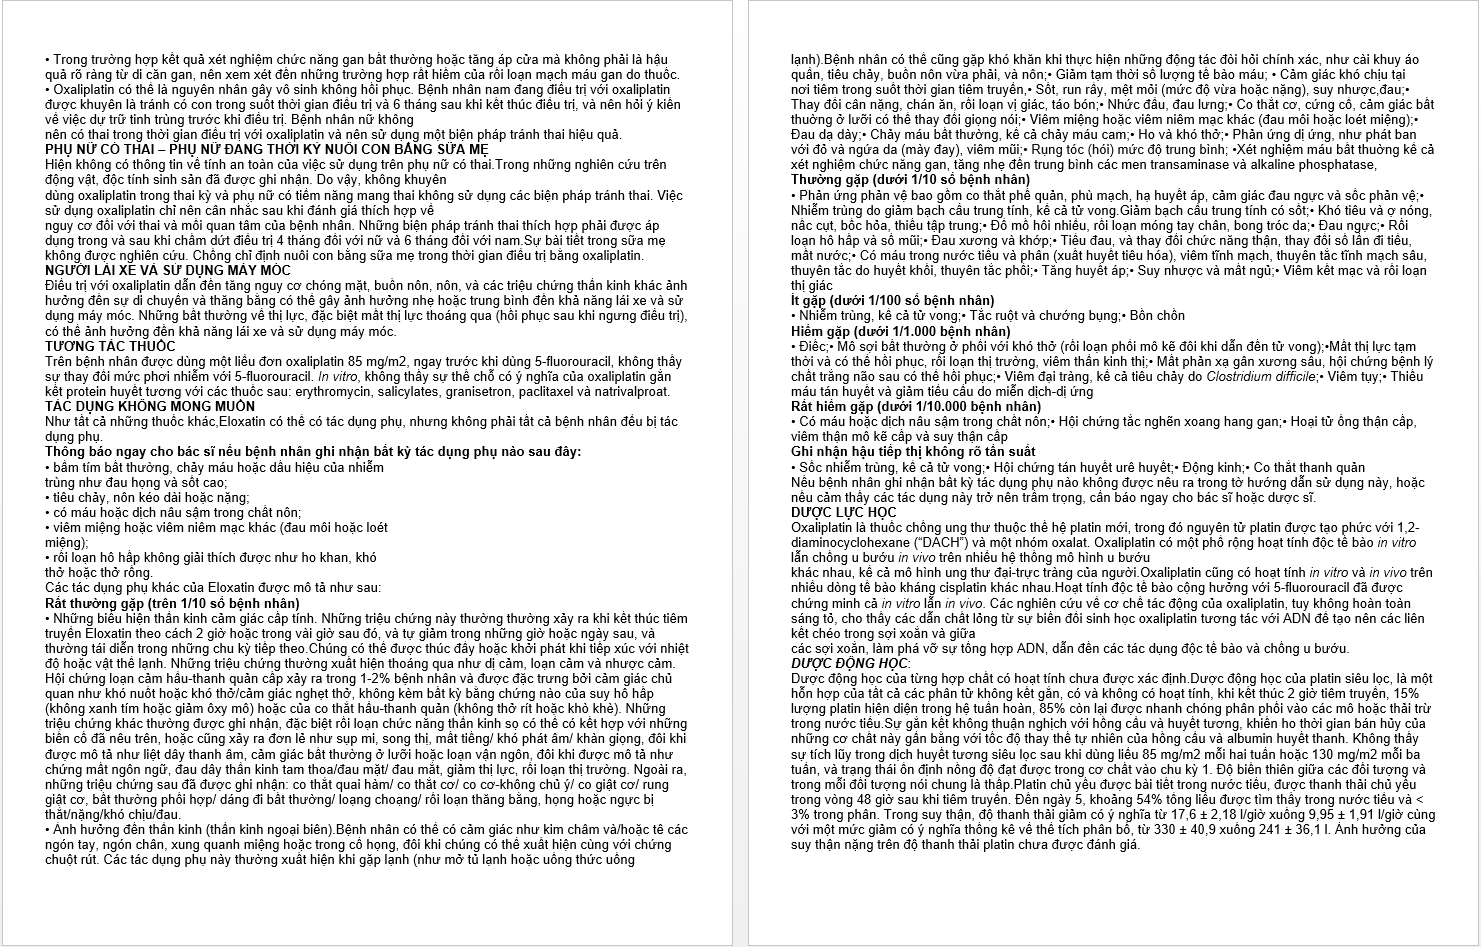 • Trong trường hợp kết quả xét nghiệm chức năng gan bất thường hoặc tăng áp cửa mà không phải là hậu
quả rõ ràng từ di căn gan, nên xem xét đến những trường hợp rất hiếm của rối loạn mạch máu gan do thuốc.
• Oxaliplatin có thể là nguyên nhân gây vô sinh không hồi phục. Bệnh nhân nam đang điều trị với oxaliplatin
được khuyên là tránh có con trong suốt thời gian điều trị và 6 tháng sau khi kết thúc điều trị, và nên hỏi ý kiến
về việc dự trữ tinh trùng trước khi điều trị. Bệnh nhân nữ không
nên có thai trong thời gian điều trị với oxaliplatin và nên sử dụng một biện pháp tránh thai hiệu quả.
PHỤ NỮ CÓ THAI – PHỤ NỮ ĐANG THỜI KỲ NUÔI CON BẰNG SỮA MẸ
Hiện không có thông tin về tính an toàn của việc sử dụng trên phụ nữ có thai.Trong những nghiên cứu trên
động vật, độc tính sinh sản đã được ghi nhận. Do vậy, không khuyên
dùng oxaliplatin trong thai kỳ và phụ nữ có tiềm năng mang thai không sử dụng các biện pháp tránh thai. Việc
sử dụng oxaliplatin chỉ nên cân nhắc sau khi đánh giá thích hợp về
nguy cơ đối với thai và mối quan tâm của bệnh nhân. Những biện pháp tránh thai thích hợp phải được áp
dụng trong và sau khi chấm dứt điều trị 4 tháng đối với nữ và 6 tháng đối với nam.Sự bài tiết trong sữa mẹ
không được nghiên cứu. Chống chỉ định nuôi con bằng sữa mẹ trong thời gian điều trị bằng oxaliplatin.
NGƯỜI LÁI XE VÀ SỬ DỤNG MÁY MÓC
Điều trị với oxaliplatin dẫn đến tăng nguy cơ chóng mặt, buồn nôn, nôn, và các triệu chứng thần kinh khác ảnh
hưởng đến sự di chuyển và thăng bằng có thể gây ảnh hưởng nhẹ hoặc trung bình đến khả năng lái xe và sử
dụng máy móc. Những bất thường về thị lực, đặc biệt mất thị lực thoáng qua (hồi phục sau khi ngưng điều trị),
có thể ảnh hưởng đến khả năng lái xe và sử dụng máy móc.
TƯƠNG TÁC THUỐC
Trên bệnh nhân được dùng một liều đơn oxaliplatin 85 mg/m2, ngay trước khi dùng 5-fluorouracil, không thấy
sự thay đổi mức phơi nhiễm với 5-fluorouracil. In vitro, không thấy sự thế chỗ có ý nghĩa của oxaliplatin gắn
kết protein huyết tương với các thuốc sau: erythromycin, salicylates, granisetron, paclitaxel và natrivalproat.
TÁC DỤNG KHÔNG MONG MUỐN
Như tất cả những thuốc khác,Eloxatin có thể có tác dụng phụ, nhưng không phải tất cả bệnh nhân đều bị tác
dụng phụ.
Thông báo ngay cho bác sĩ nếu bệnh nhân ghi nhận bất kỳ tác dụng phụ nào sau đây:
• bầm tím bất thường, chảy máu hoặc dấu hiệu của nhiễm
trùng như đau họng và sốt cao;
• tiêu chảy, nôn kéo dài hoặc nặng;
• có máu hoặc dịch nâu sậm trong chất nôn;
• viêm miệng hoặc viêm niêm mạc khác (đau môi hoặc loét
miệng);
• rối loạn hô hấp không giải thích được như ho khan, khó
thở hoặc thở rống.
Các tác dụng phụ khác của Eloxatin được mô tả như sau:
Rất thường gặp (trên 1/10 số bệnh nhân)
• Những biểu hiện thần kinh cảm giác cấp tính. Những triệu chứng này thường thường xảy ra khi kết thúc tiêm
truyền Eloxatin theo cách 2 giờ hoặc trong vài giờ sau đó, và tự giảm trong những giờ hoặc ngày sau, và
thường tái diễn trong những chu kỳ tiếp theo.Chúng có thể được thúc đẩy hoặc khởi phát khi tiếp xúc với nhiệt
độ hoặc vật thể lạnh. Những triệu chứng thường xuất hiện thoáng qua như dị cảm, loạn cảm và nhược cảm.
Hội chứng loạn cảm hầu-thanh quản cấp xảy ra trong 1-2% bệnh nhân và được đặc trưng bởi cảm giác chủ
quan như khó nuốt hoặc khó thở/cảm giác nghẹt thở, không kèm bất kỳ bằng chứng nào của suy hô hấp
(không xanh tím hoặc giảm ôxy mô) hoặc của co thắt hầu-thanh quản (không thở rít hoặc khò khè). Những
triệu chứng khác thường được ghi nhận, đặc biệt rối loạn chức năng thần kinh sọ có thể có kết hợp với những
biến cố đã nêu trên, hoặc cũng xảy ra đơn lẻ như sụp mi, song thị, mất tiếng/ khó phát âm/ khàn giọng, đôi khi
được mô tả như liệt dây thanh âm, cảm giác bất thường ở lưỡi hoặc loạn vận ngôn, đôi khi được mô tả như
chứng mất ngôn ngữ, đau dây thần kinh tam thoa/đau mặt/ đau mắt, giảm thị lực, rối loạn thị trường. Ngoài ra,
những triệu chứng sau đã được ghi nhận: co thắt quai hàm/ co thắt cơ/ co cơ-không chủ ý/ co giật cơ/ rung
giật cơ, bất thường phối hợp/ dáng đi bất thường/ loạng choạng/ rối loạn thăng bằng, họng hoặc ngực bị
thắt/nặng/khó chịu/đau.
• Ảnh hưởng đến thần kinh (thần kinh ngoại biên).Bệnh nhân có thể có cảm giác như kim châm và/hoặc tê các
ngón tay, ngón chân, xung quanh miệng hoặc trong cổ họng, đôi khi chúng có thể xuất hiện cùng với chứng
chuột rút. Các tác dụng phụ này thường xuất hiện khi gặp lạnh (như mở tủ lạnh hoặc uống thức uống
lạnh).Bệnh nhân có thể cũng gặp khó khăn khi thực hiện những động tác đòi hỏi chính xác, như cài khuy áo
quần, tiêu chảy, buồn nôn vừa phải, và nôn;• Giảm tạm thời số lượng tế bào máu; • Cảm giác khó chịu tại
nơi tiêm trong suốt thời gian tiêm truyền,• Sốt, run rẩy, mệt mỏi (mức độ vừa hoặc nặng), suy nhược,đau;•
Thay đổi cân nặng, chán ăn, rối loạn vị giác, táo bón;• Nhức đầu, đau lưng;• Co thắt cơ, cứng cổ, cảm giác bất
thuờng ở lưỡi có thể thay đổi giọng nói;• Viêm miệng hoặc viêm niêm mạc khác (đau môi hoặc loét miệng);•
Đau dạ dày;• Chảy máu bất thường, kể cả chảy máu cam;• Ho và khó thở;• Phản ứng dị ứng, như phát ban
với đỏ và ngứa da (mày đay), viêm mũi;• Rụng tóc (hói) mức độ trung bình; •Xét nghiệm máu bất thuờng kể cả
xét nghiệm chức năng gan, tăng nhẹ đến trung bình các men transaminase và alkaline phosphatase,
Thường gặp (dưới 1/10 số bệnh nhân)
• Phản ứng phản vệ bao gồm co thắt phế quản, phù mạch, hạ huyết áp, cảm giác đau ngực và sốc phản vệ;•
Nhiễm trùng do giảm bạch cầu trung tính, kể cả tử vong.Giảm bạch cầu trung tính có sốt;• Khó tiêu và ợ nóng,
nấc cụt, bốc hỏa, thiếu tập trung;• Đổ mồ hôi nhiều, rối loạn móng tay chân, bong tróc da;• Đau ngực;• Rối
loạn hô hấp và sổ mũi;• Đau xương và khớp;• Tiểu đau, và thay đổi chức năng thận, thay đổi số lần đi tiểu,
mất nước;• Có máu trong nước tiểu và phân (xuất huyết tiêu hóa), viêm tĩnh mạch, thuyên tắc tĩnh mạch sâu,
thuyên tắc do huyết khối, thuyên tắc phổi;• Tăng huyết áp;• Suy nhược và mất ngủ;• Viêm kết mạc và rối loạn
thị giác
Ít gặp (dưới 1/100 số bệnh nhân)
• Nhiễm trùng, kể cả tử vong;• Tắc ruột và chướng bụng;• Bồn chồn
Hiếm gặp (dưới 1/1.000 bệnh nhân)
• Điếc;• Mô sợi bất thường ở phổi với khó thở (rối loạn phổi mô kẽ đôi khi dẫn đến tử vong);•Mất thị lực tạm
thời và có thể hồi phục, rối loạn thị trường, viêm thần kinh thị;• Mất phản xạ gân xương sâu, hội chứng bệnh lý
chất trắng não sau có thể hồi phục;• Viêm đại tràng, kể cả tiêu chảy do Clostridium difficile;• Viêm tụy;• Thiếu
máu tán huyết và giảm tiểu cầu do miễn dịch-dị ứng
Rất hiếm gặp (dưới 1/10.000 bệnh nhân)
• Có máu hoặc dịch nâu sậm trong chất nôn;• Hội chứng tắc nghẽn xoang hang gan;• Hoại tử ống thận cấp,
viêm thận mô kẽ cấp và suy thận cấp
Ghi nhận hậu tiếp thị không rõ tần suất
• Sốc nhiễm trùng, kể cả tử vong;• Hội chứng tán huyết urê huyết;• Động kinh;• Co thắt thanh quản
Nếu bệnh nhân ghi nhận bất kỳ tác dụng phụ nào không được nêu ra trong tờ hướng dẫn sử dụng này, hoặc
nếu cảm thấy các tác dụng này trở nên trầm trọng, cần báo ngay cho bác sĩ hoặc dược sĩ.
DƯỢC LỰC HỌC
Oxaliplatin là thuốc chống ung thư thuộc thế hệ platin mới, trong đó nguyên tử platin được tạo phức với 1,2-
diaminocyclohexane (“DACH”) và một nhóm oxalat. Oxaliplatin có một phổ rộng hoạt tính độc tế bào in vitro
lẫn chống u bướu in vivo trên nhiều hệ thống mô hình u bướu
khác nhau, kể cả mô hình ung thư đại-trực tràng của người.Oxaliplatin cũng có hoạt tính in vitro và in vivo trên
nhiều dòng tế bào kháng cisplatin khác nhau.Hoạt tính độc tế bào cộng hưởng với 5-fluorouracil đã được
chứng minh cả in vitro lẫn in vivo. Các nghiên cứu về cơ chế tác động của oxaliplatin, tuy không hoàn toàn
sáng tỏ, cho thấy các dẫn chất lỏng từ sự biến đổi sinh học oxaliplatin tương tác với ADN để tạo nên các liên
kết chéo trong sợi xoắn và giữa
các sợi xoắn, làm phá vỡ sự tổng hợp ADN, dẫn đến các tác dụng độc tế bào và chống u bướu.
DƯỢC ĐỘNG HỌC:
Dược động học của từng hợp chất có hoạt tính chưa được xác định.Dược động học của platin siêu lọc, là một
hỗn hợp của tất cả các phân tử không kết gắn, có và không có hoạt tính, khi kết thúc 2 giờ tiêm truyền, 15%
lượng platin hiện diện trong hệ tuần hoàn, 85% còn lại được nhanh chóng phân phối vào các mô hoặc thải trừ
trong nước tiểu.Sự gắn kết không thuận nghịch với hồng cầu và huyết tương, khiến ho thời gian bán hủy của
những cơ chất này gần bằng với tốc độ thay thế tự nhiên của hồng cầu và albumin huyết thanh. Không thấy
sự tích lũy trong dịch huyết tương siêu lọc sau khi dùng liều 85 mg/m2 mỗi hai tuần hoặc 130 mg/m2 mỗi ba
tuần, và trạng thái ổn định nồng độ đạt được trong cơ chất vào chu kỳ 1. Độ biến thiên giữa các đối tượng và
trong mỗi đối tượng nói chung là thấp.Platin chủ yếu được bài tiết trong nước tiểu, được thanh thải chủ yếu
trong vòng 48 giờ sau khi tiêm truyền. Đến ngày 5, khoảng 54% tổng liều được tìm thấy trong nước tiểu và <
3% trong phân. Trong suy thận, độ thanh thải giảm có ý nghĩa từ 17,6 ± 2,18 l/giờ xuống 9,95 ± 1,91 l/giờ cùng
với một mức giảm có ý nghĩa thống kê về thể tích phân bố, từ 330 ± 40,9 xuống 241 ± 36,1 l. Ảnh hưởng của
suy thận nặng trên độ thanh thải platin chưa được đánh giá.